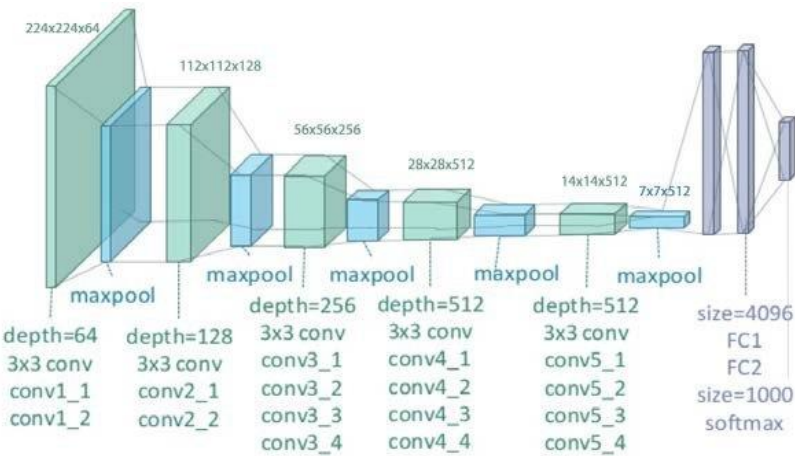 224x224x64
112x112x128
56x56x256
28x28x512
14x14x512
7x7x512
maxpool
maxpool
maxpool
maxpool
maxpool
depth=64
3x3 conv
conv1_1
conv1_2
depth=128
3x3 conv
conv2_1
conv2_2
depth=256
3x3 conv
conv3_1
conv3_2
conv3_3
conv3_4
depth=512
3x3 conv
conv4_1
conv4_2
conv4_3
conv4_4
depth=512
3x3 conv
conv5_1
conv5_2
conv5_3
conv5_4
size=4096
FC1
FC2
size=1000
softmax